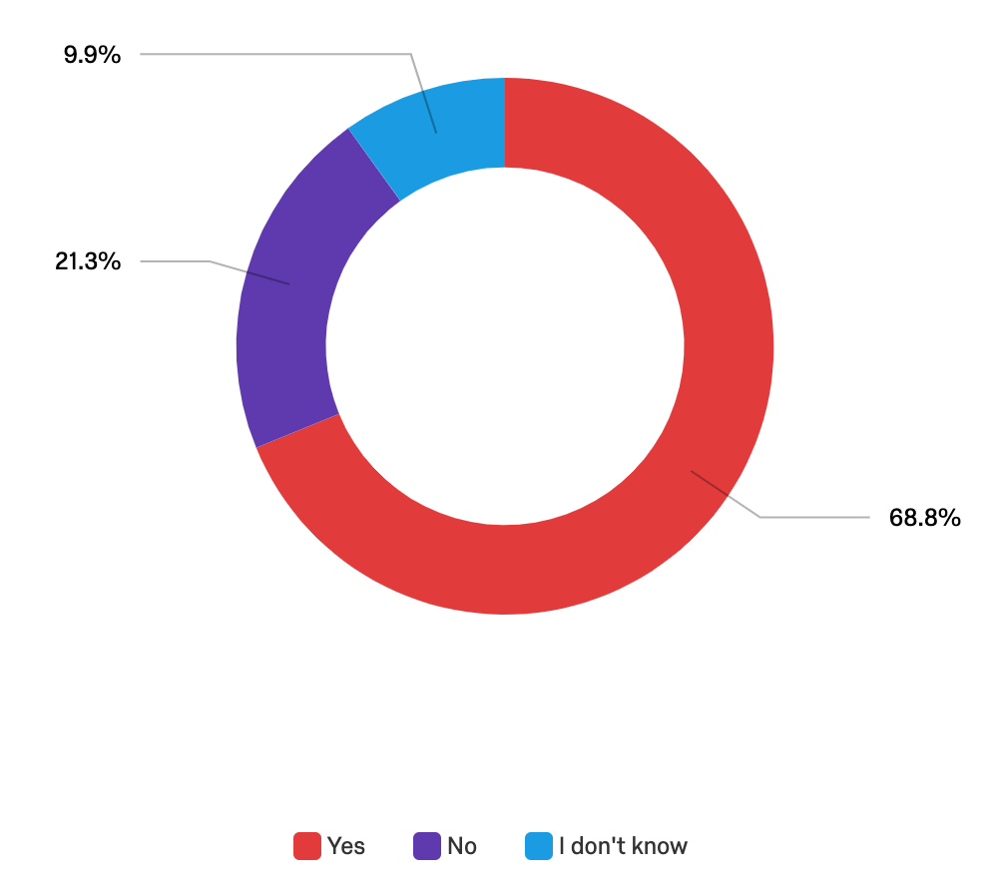 9.9%
21.3%
68.8%
Yes No I don't know